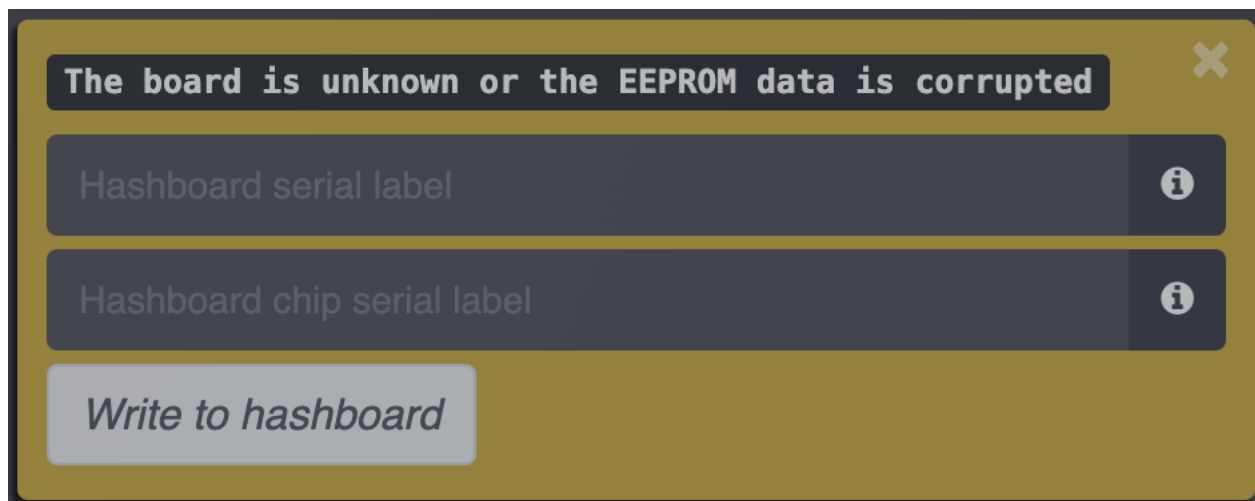 The board is unknown or the EEPROM data is corrupted
Hashboard serial label
Hashboard chip serial label
Write to hashboard